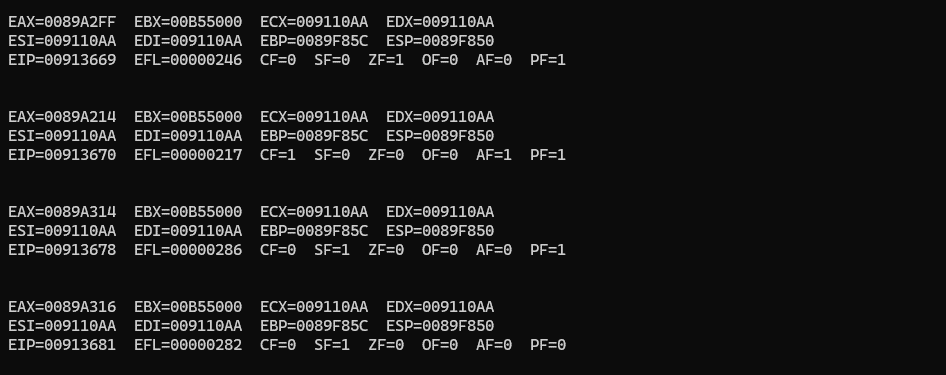 EAX=0089A2FF  EBX=00B55000  ECX=009110AA  EDX=009110AA
ESI=009110AA  EDI=009110AA  EBP=0089F85C  ESP=0089F850
EIP=00913669  EFL=00000246  CF=0  SF=0  ZF=1  OF=0  AF=0  PF=1
EAX=0089A214  EBX=00B55000  ECX=009110AA  EDX=009110AA
ESI=009110AA  EDI=009110AA  EBP=0089F85C  ESP=0089F850
EIP=00913670  EFL=00000217  CF=1  SF=0  ZF=0  OF=0  AF=1  PF=1
EAX=0089A314  EBX=00B55000  ECX=009110AA  EDX=009110AA
ESI=009110AA  EDI=009110AA  EBP=0089F85C  ESP=0089F850
EIP=00913678  EFL=00000286  CF=0  SF=1  ZF=0  OF=0  AF=0  PF=1
EAX=0089A316  EBX=00B55000  ECX=009110AA  EDX=009110AA
ESI=009110AA  EDI=009110AA  EBP=0089F85C  ESP=0089F850
EIP=00913681  EFL=00000282  CF=0  SF=1  ZF=0  OF=0  AF=0  PF=0